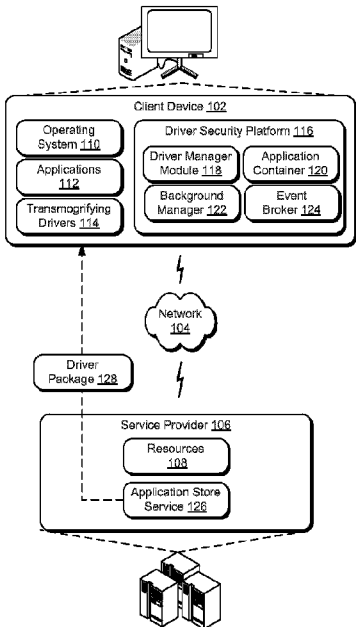 Client Device 102
Operating
System 110
Applications
112
Transmogrifying
Drivers 114
Driver Security Platform 116
Driver Manager
Module 118
Application
Container 120
Background
Manager 122
Event
Broker 124
Network
104
Driver
Package 128
Service Provider 106
Resources
108
Application Store
Service 126